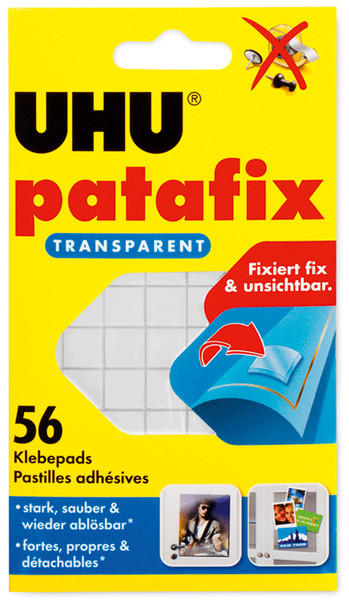 UHU®
patafix
TRANSPARENT
Fixiert fix
& unsichtbar.
56
Klebepads
Pastilles adhésives
• stark, sauber &
wieder ablösbar*
• fortes, propres &
détachables*